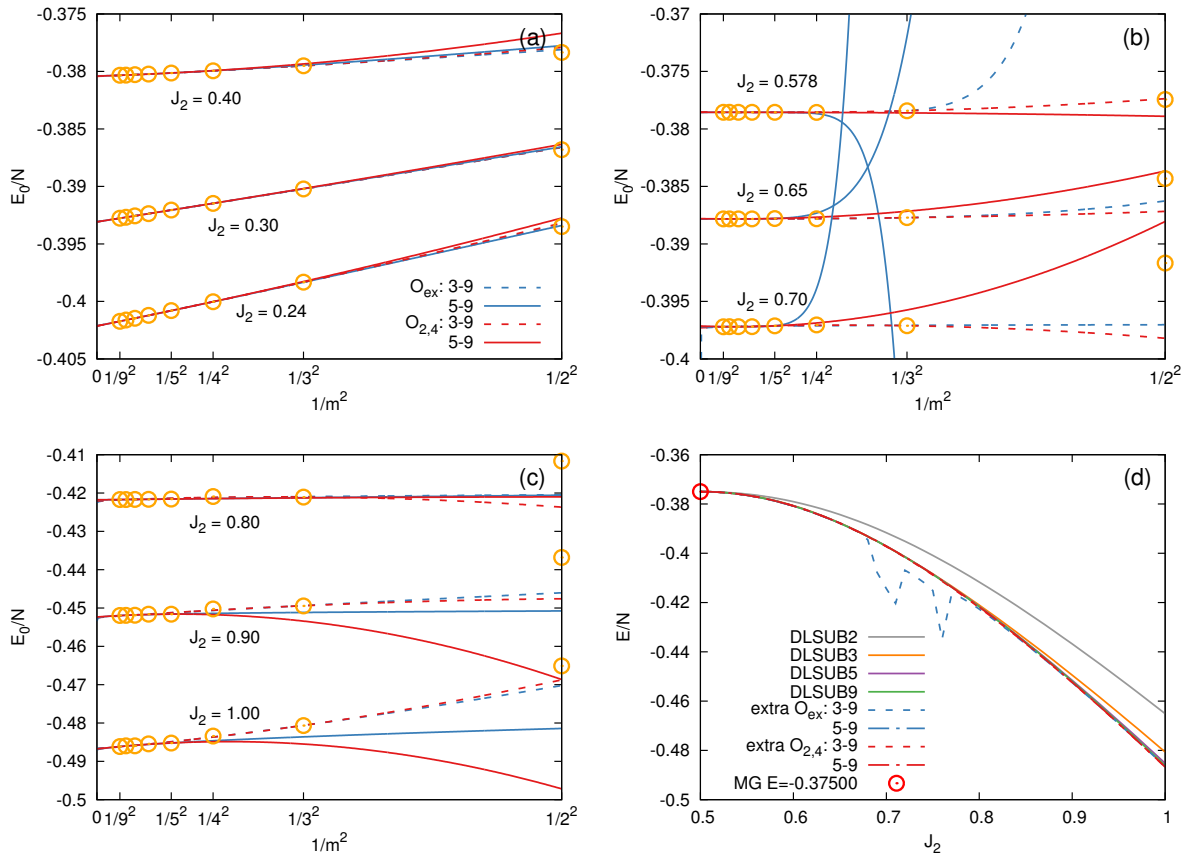 (a)
-0.375
-0.38
-0.385
-0.39
-0.395
-0.4
-0.405
E₀/N
J₂ = 0.40
J₂ = 0.30
J₂ = 0.24
Oₑₓ: 3-9
5-9
O₂,₄: 3-9
5-9
0 1/9² 1/5² 1/4² 1/3² 1/2²
1/m²
(b)
-0.37
-0.375
-0.38
-0.385
-0.39
-0.395
-0.4
E₀/N
J₂ = 0.578
J₂ = 0.65
J₂ = 0.70
0 1/9² 1/5² 1/4² 1/3² 1/2²
1/m²
(c)
-0.41
-0.42
-0.43
-0.44
-0.45
-0.46
-0.47
-0.48
-0.49
-0.5
E₀/N
J₂ = 0.80
J₂ = 0.90
J₂ = 1.00
0 1/9² 1/5² 1/4² 1/3² 1/2²
1/m²
(d)
-0.36
-0.38
-0.4
-0.42
-0.44
-0.46
-0.48
-0.5
E/N
DLSUB2
DLSUB3
DLSUB5
DLSUB9
extra Oₑₓ: 3-9
5-9
extra O₂,₄: 3-9
5-9
MG E=-0.37500
0.5 0.6 0.7 0.8 0.9 1
J₂